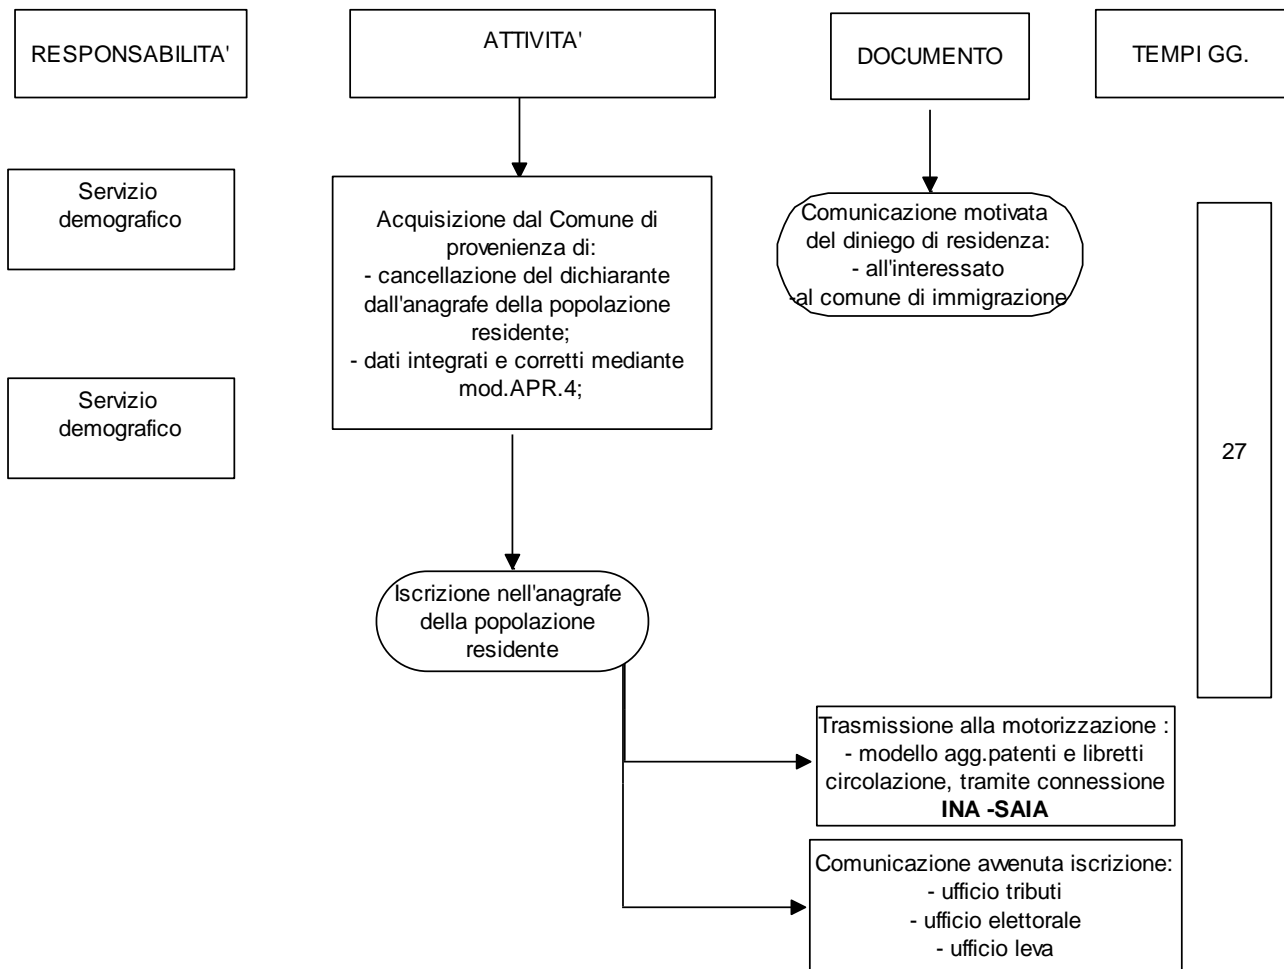 RESPONSABILITA'
ATTIVITA'
DOCUMENTO
TEMPI GG.
Servizio
demografico
Acquisizione dal Comune di
provenienza di:
- cancellazione del dichiarante
dall'anagrafe della popolazione
residente;
- dati integrati e corretti mediante
mod.APR.4;
Comunicazione motivata
del diniego di residenza:
- all'interessato
-al comune di immigrazione
Servizio
demografico
27
Iscrizione nell'anagrafe
della popolazione
residente
Trasmissione alla motorizzazione :
- modello agg.patenti e libretti
circolazione, tramite connessione
INA -SAIA
Comunicazione avvenuta iscrizione:
- ufficio tributi
- ufficio elettorale
- ufficio leva